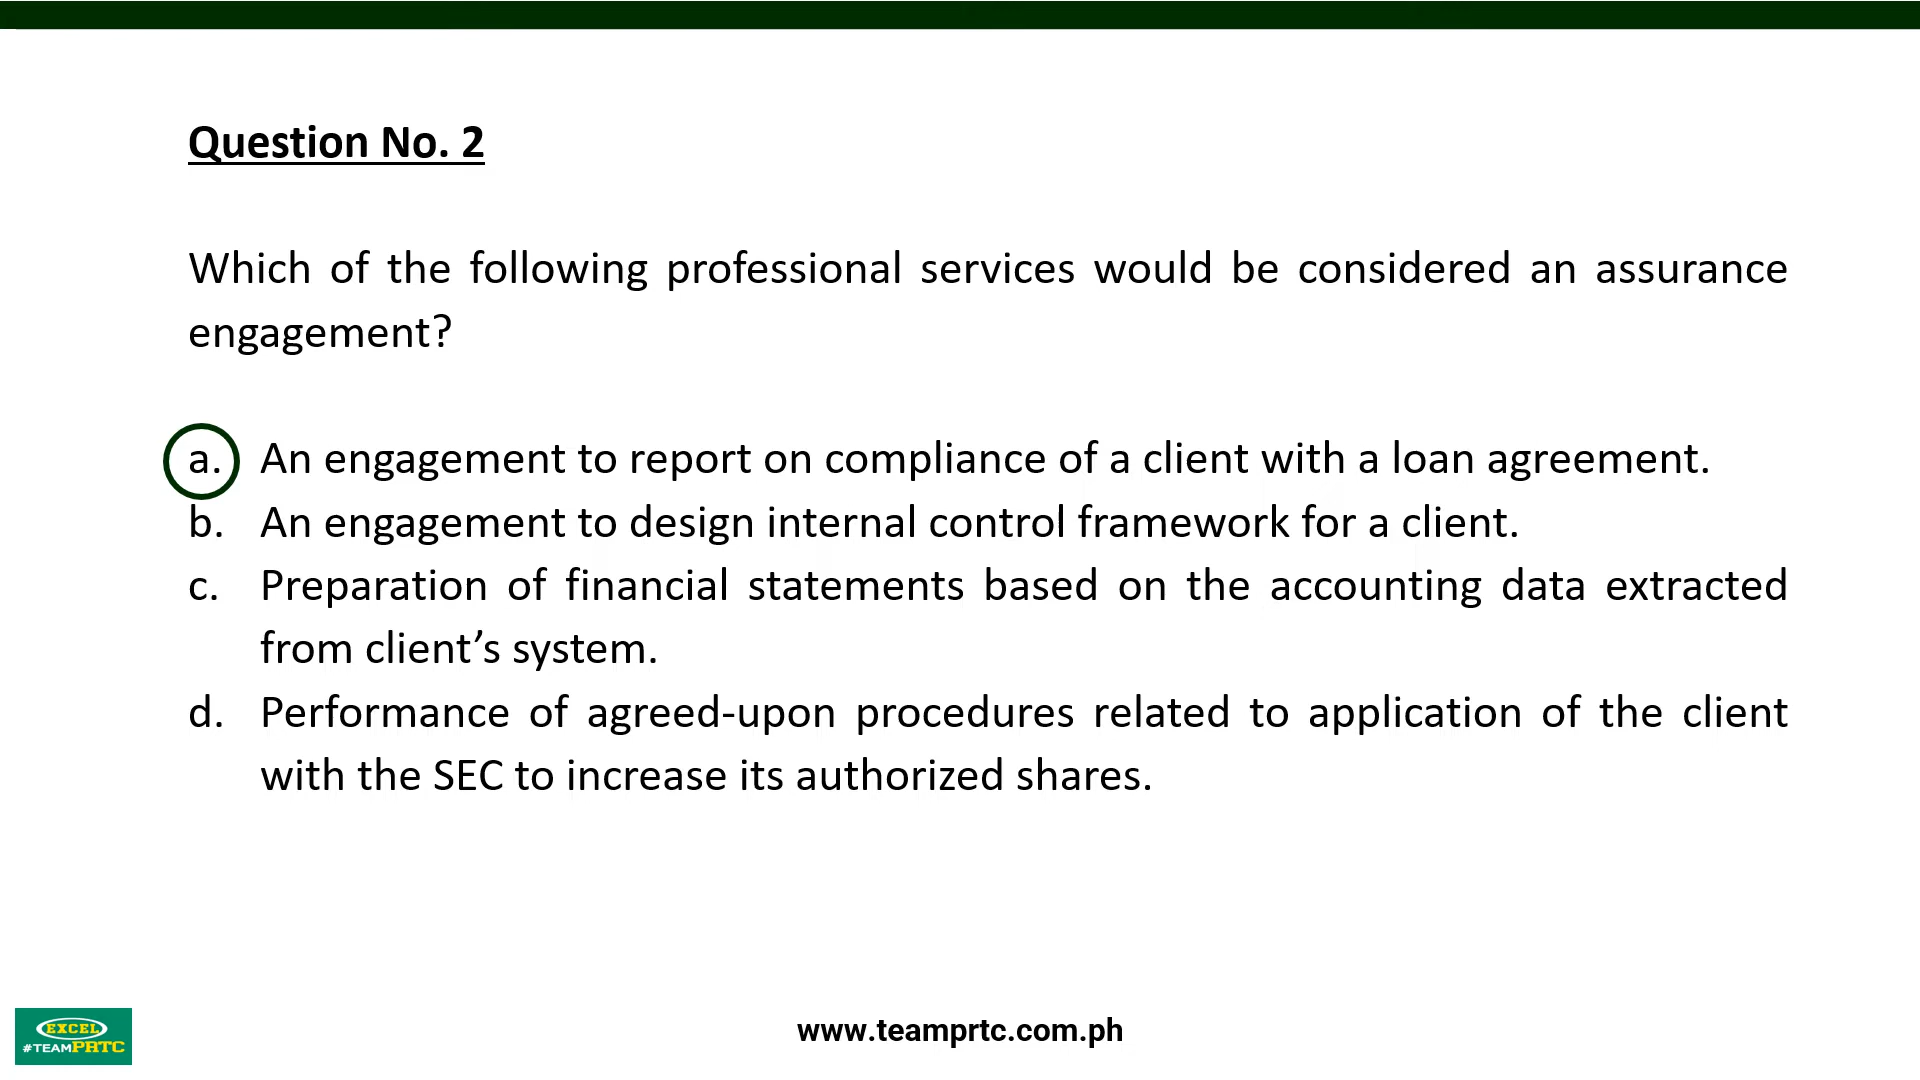 Question No. 2
Which of the following professional services would be considered an assurance
engagement?
a. An engagement to report on compliance of a client with a loan agreement.
b. An engagement to design internal control framework for a client.
c. Preparation of financial statements based on the accounting data extracted
from client’s system.
d. Performance of agreed-upon procedures related to application of the client
with the SEC to increase its authorized shares.
EXCEL
#TEAMPRTC
www.teamprtc.com.ph